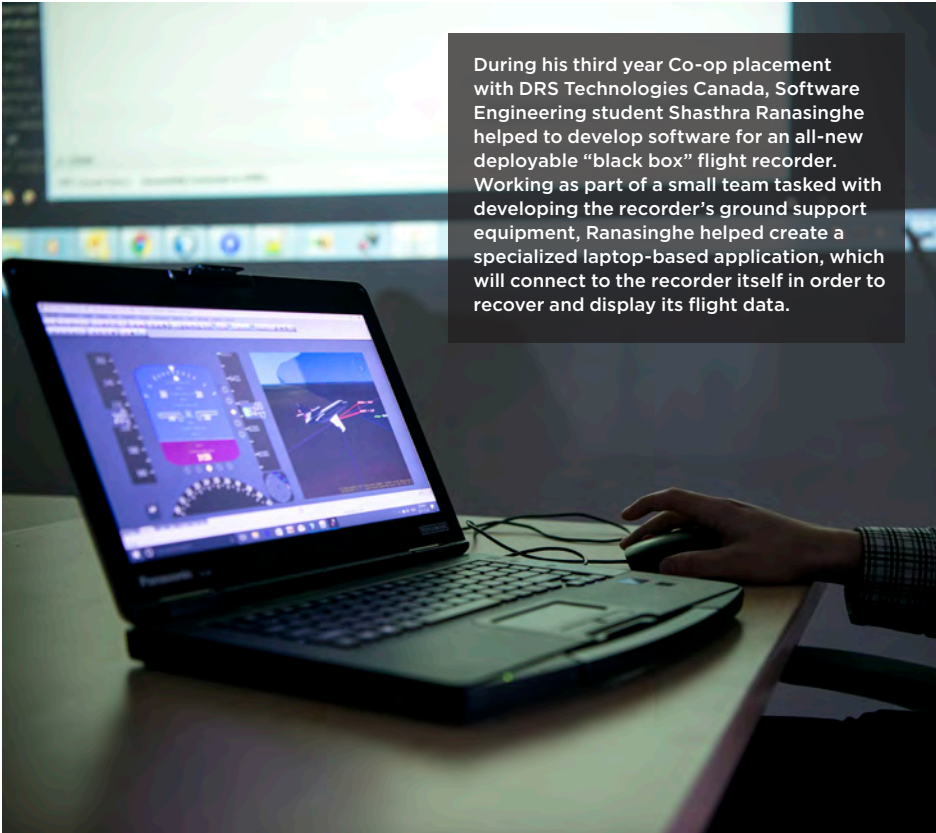 During his third year Co-op placement
with DRS Technologies Canada, Software
Engineering student Shasthra Ranasinghe
helped to develop software for an all-new
deployable “black box” flight recorder.
Working as part of a small team tasked with
developing the recorder’s ground support
equipment, Ranasinghe helped create a
specialized laptop-based application, which
will connect to the recorder itself in order to
recover and display its flight data.
Panasonic